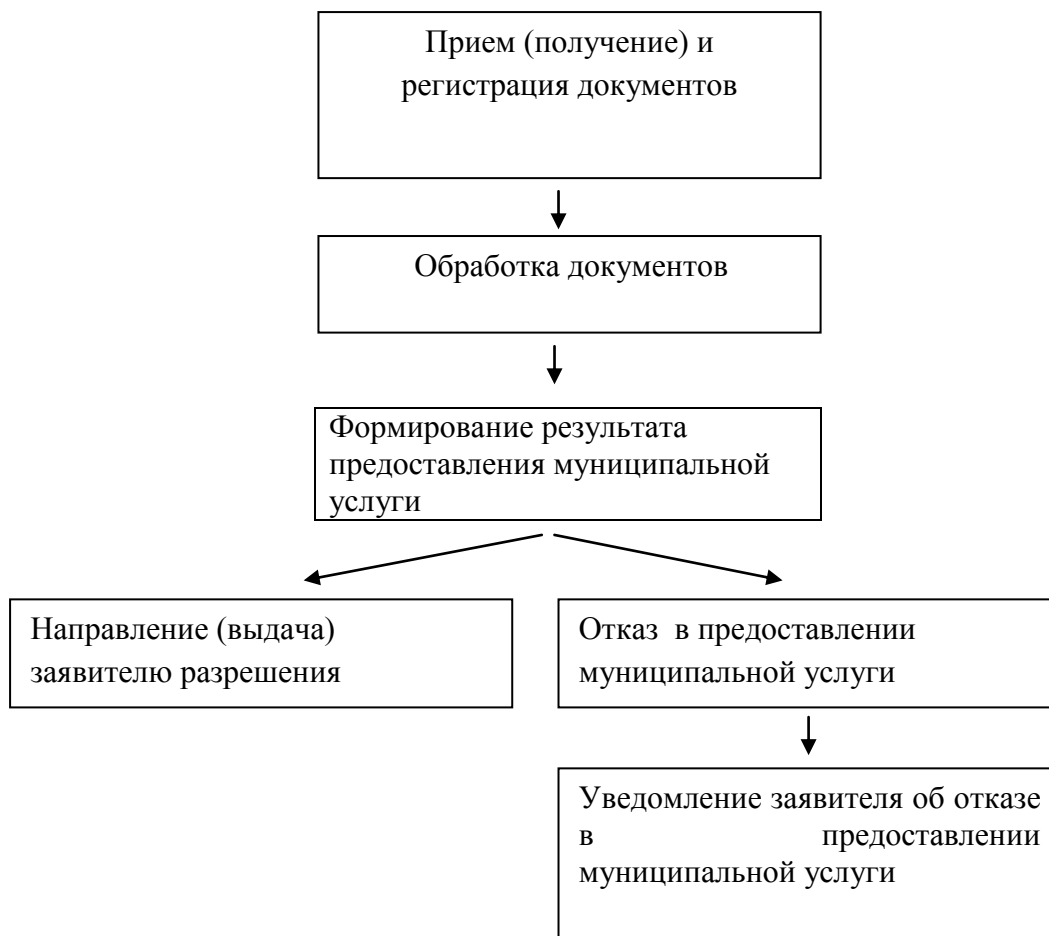 Прием (получение) и
регистрация документов
Обработка документов
Формирование результата
предоставления муниципальной
услуги
Направление (выдача)
заявителю разрешения
Отказ в предоставлении
муниципальной услуги
Уведомление заявителя об отказе
в предоставлении
муниципальной услуги